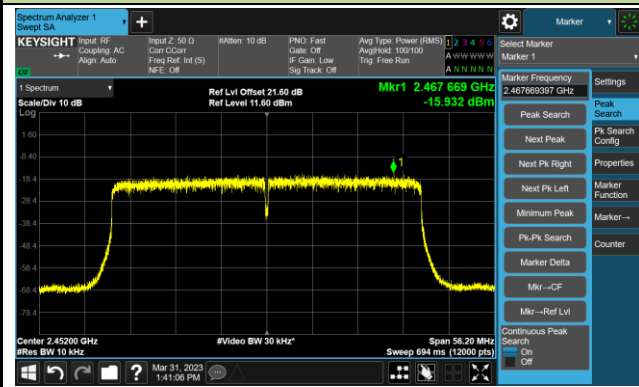 Spectrum Analyzer 1
Swept SA
Marker
KEYSIGHT
Input: RF
Coupling: AC
Align: Auto
Input Z: 50 Ω
Corr CCorr
Freq Ref: Int (S)
NFE: Off
#Atten: 10 dB
PNO: Fast
Gate: Off
IF Gain: Low
Sig Track: Off
Avg Type: Power (RMS)
Avg|Hold: 100/100
Trig: Free Run
1 2 3 4 5 6
A W W W W W
A N N N N N
LVI
Select Marker
Marker 1
1 Spectrum
Scale/Div 10 dB
Log
Ref Lvl Offset 21.60 dB
Ref Level 11.60 dBm
Mkr1 2.467 669 GHz
-15.932 dBm
1.60
-8.40
-18.4
-28.4
-38.4
-48.4
-58.4
-68.4
-78.4
1
Center 2.45200 GHz
#Res BW 10 kHz
#Video BW 30 kHz*
Span 56.20 MHz
Sweep 694 ms (12000 pts)
Marker Frequency
2.467669397 GHz
Peak Search
Next Peak
Next Pk Right
Next Pk Left
Minimum Peak
Pk-Pk Search
Marker Delta
Mkr→CF
Mkr→Ref Lvl
Continuous Peak
Search
On
Off
Settings
Peak
Search
Pk Search
Config
Properties
Marker
Function
Marker→
Counter
Mar 31, 2023
1:41:06 PM